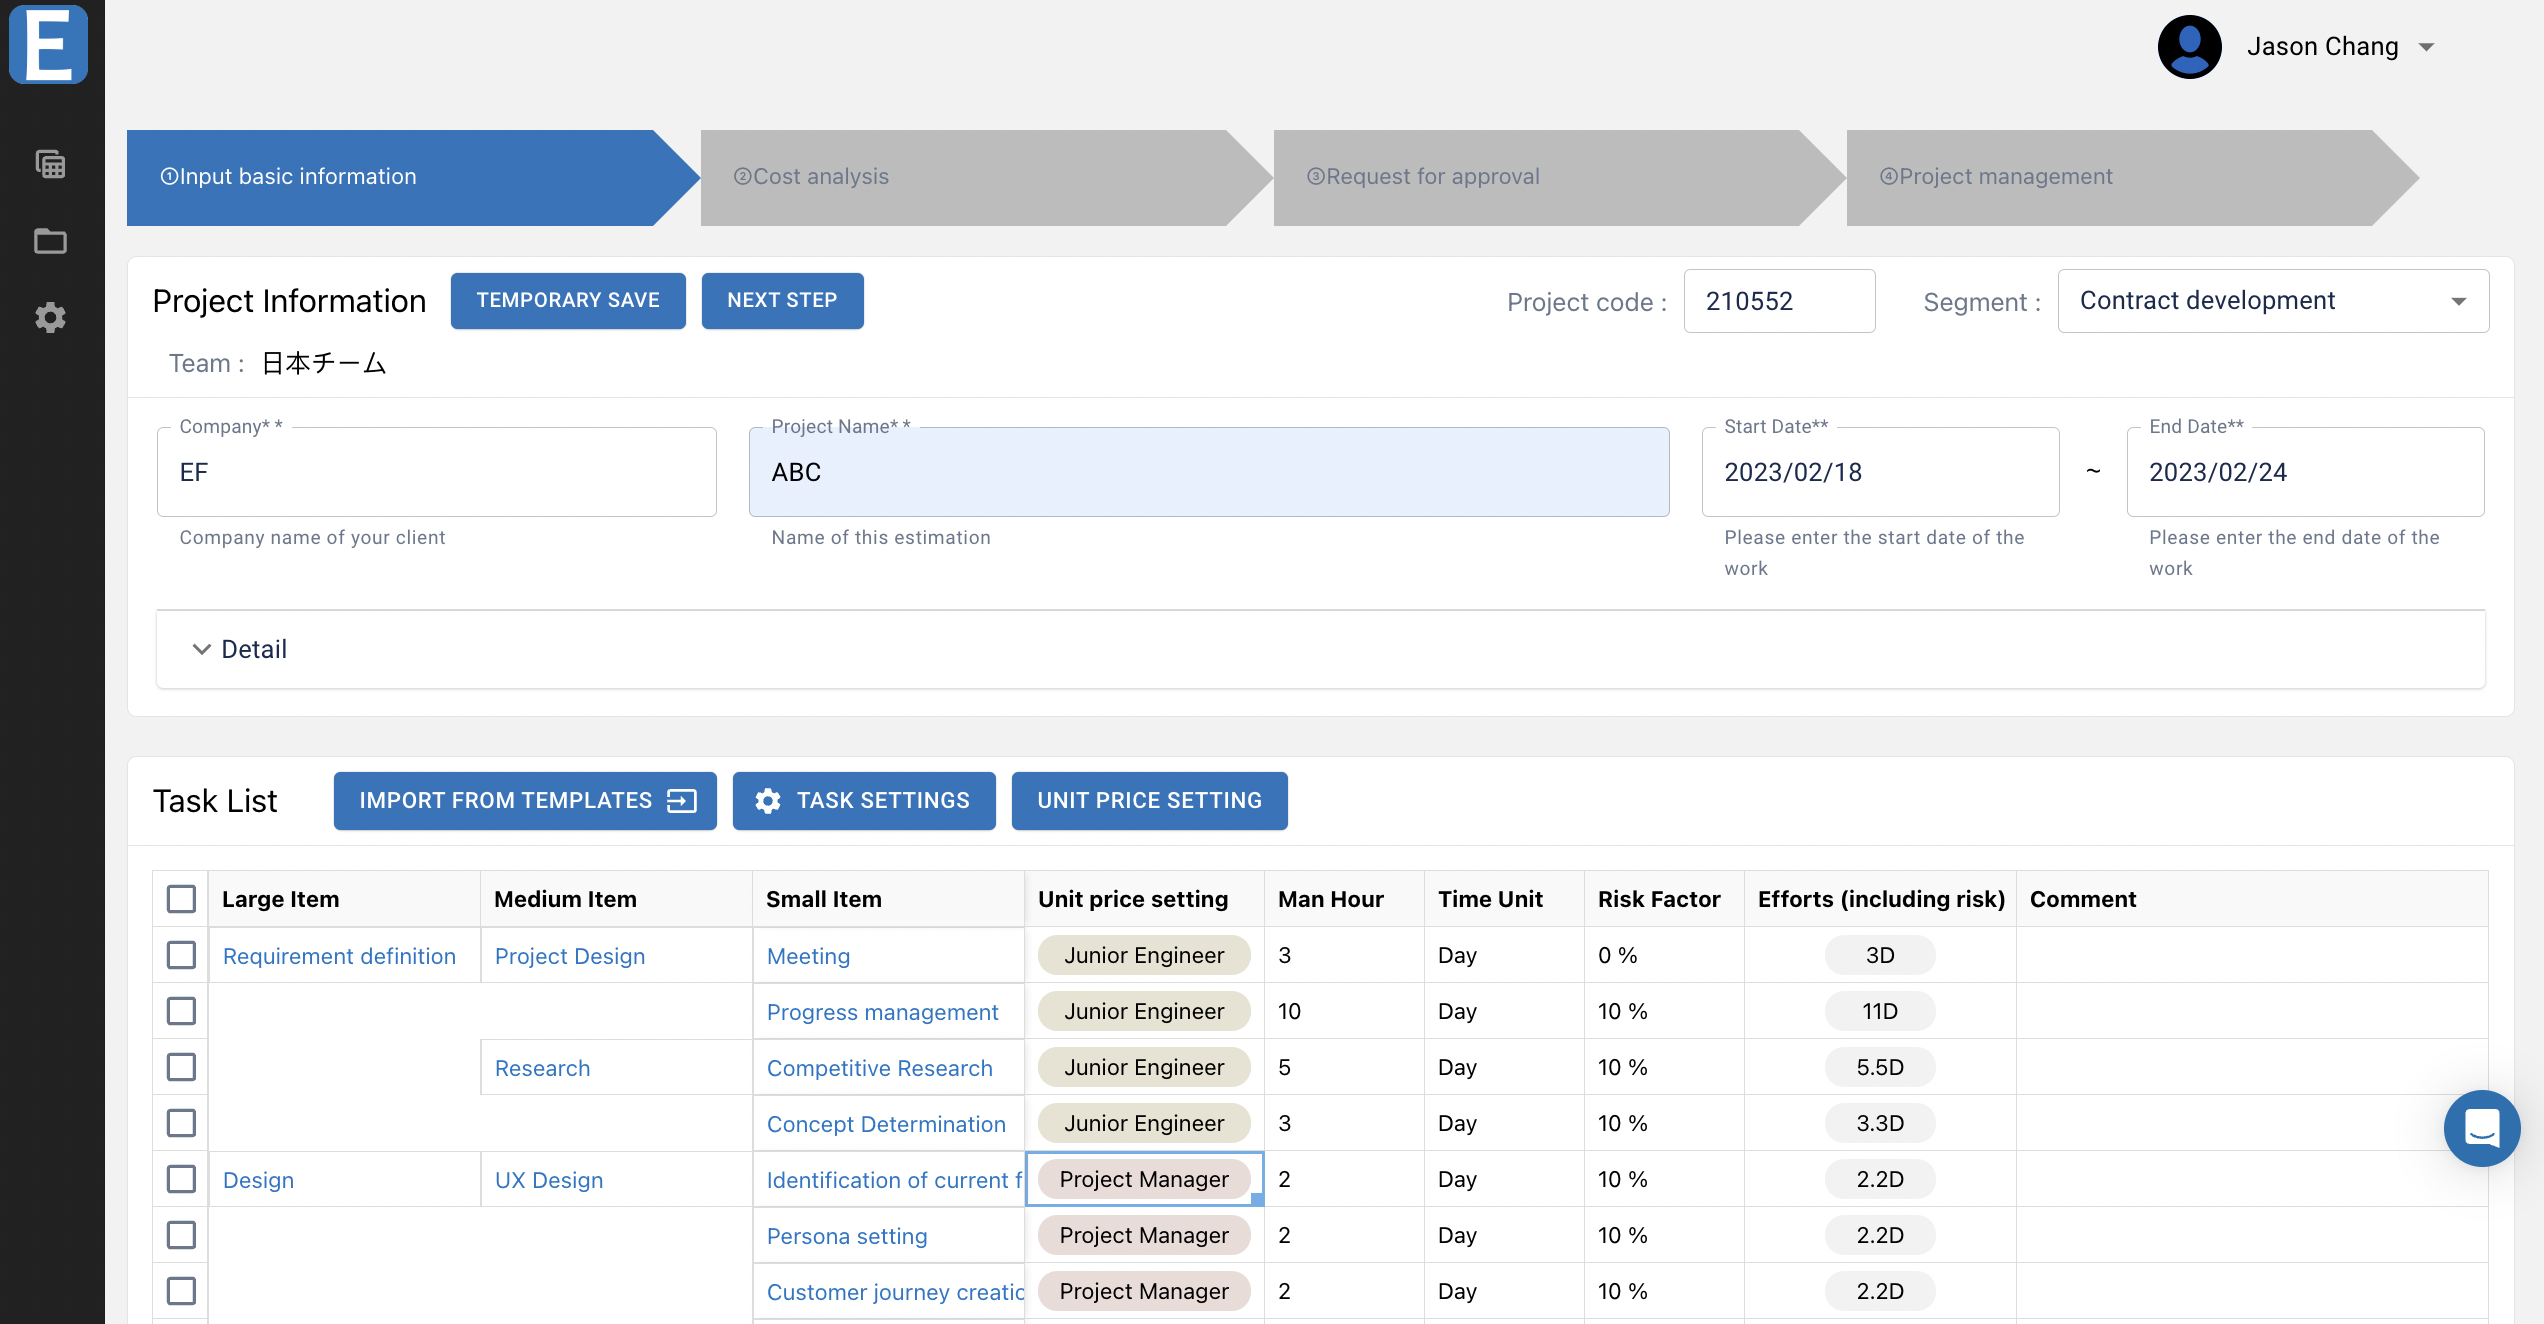 E
Jason Chang
①Input basic information
②Cost analysis
③Request for approval
④Project management
Project Information
TEMPORARY SAVE
NEXT STEP
Project code :
210552
Segment :
Contract development
Team : 日本チーム
Company* *
EF
Company name of your client
Project Name* *
ABC
Name of this estimation
Start Date**
2023/02/18
Please enter the start date of the
work
~
End Date**
2023/02/24
Please enter the end date of the
work
Detail
Task List
IMPORT FROM TEMPLATES
TASK SETTINGS
UNIT PRICE SETTING
Large Item Medium Item Small Item Unit price setting Man Hour Time Unit Risk Factor Efforts (including risk) Comment
Requirement definition Project Design Meeting Junior Engineer 3 Day 0 % 3D
Progress management Junior Engineer 10 Day 10 % 11D
Research Competitive Research Junior Engineer 5 Day 10 % 5.5D
Concept Determination Junior Engineer 3 Day 10 % 3.3D
Design UX Design Identification of current f Project Manager 2 Day 10 % 2.2D
Persona setting Project Manager 2 Day 10 % 2.2D
Customer journey creatio Project Manager 2 Day 10 % 2.2D